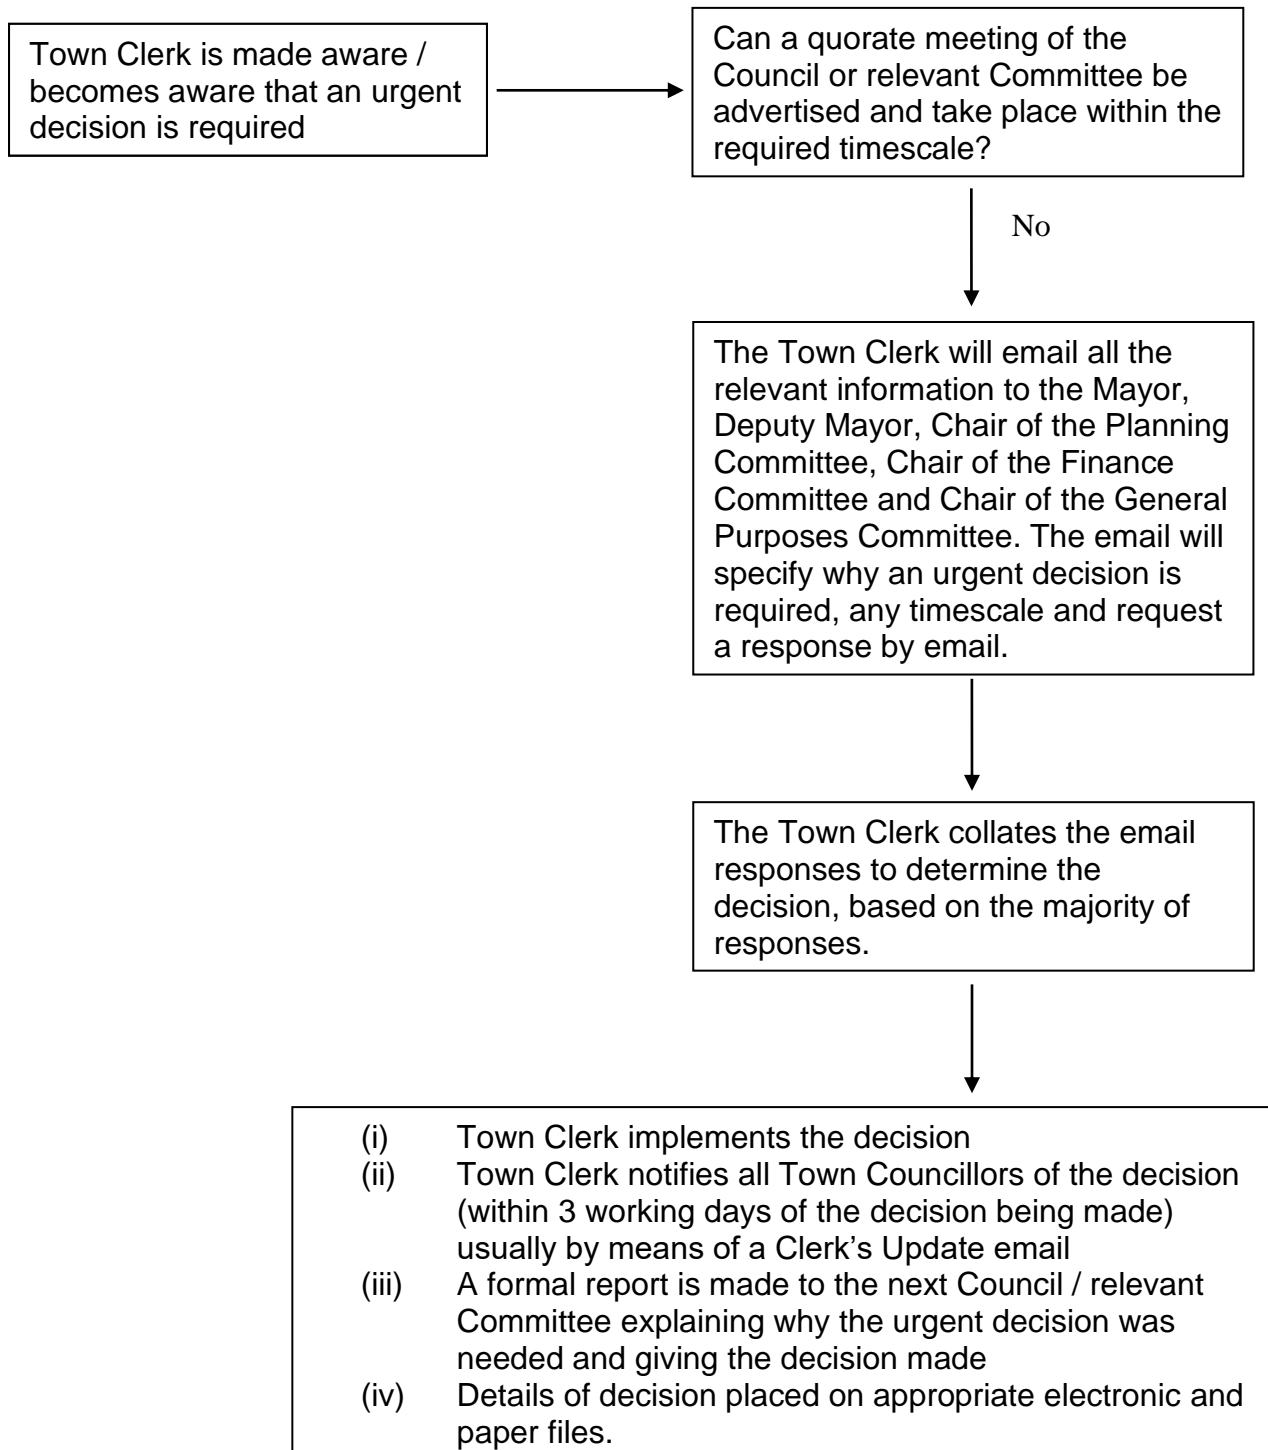 Town Clerk is made aware /
becomes aware that an urgent
decision is required
Can a quorate meeting of the
Council or relevant Committee be
advertised and take place within the
required timescale?
No
The Town Clerk will email all the
relevant information to the Mayor,
Deputy Mayor, Chair of the Planning
Committee, Chair of the Finance
Committee and Chair of the General
Purposes Committee. The email will
specify why an urgent decision is
required, any timescale and request
a response by email.
The Town Clerk collates the email
responses to determine the
decision, based on the majority of
responses.
(i) Town Clerk implements the decision
(ii) Town Clerk notifies all Town Councillors of the decision
(within 3 working days of the decision being made)
usually by means of a Clerk’s Update email
(iii) A formal report is made to the next Council / relevant
Committee explaining why the urgent decision was
needed and giving the decision made
(iv) Details of decision placed on appropriate electronic and
paper files.